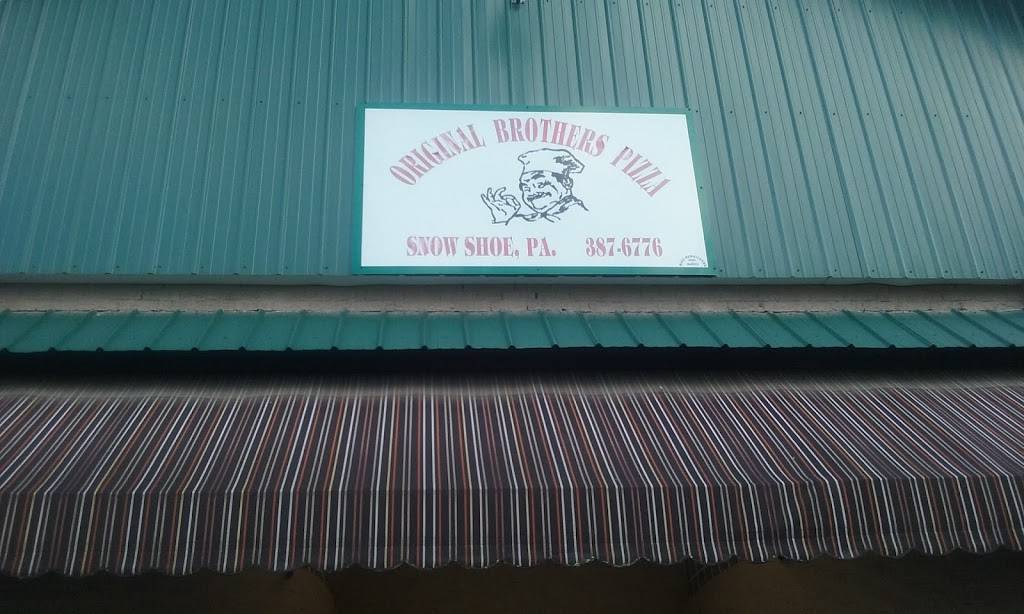 ORIGINAL BROTHERS PIZZA
SNOW SHOE, PA. 387-6776